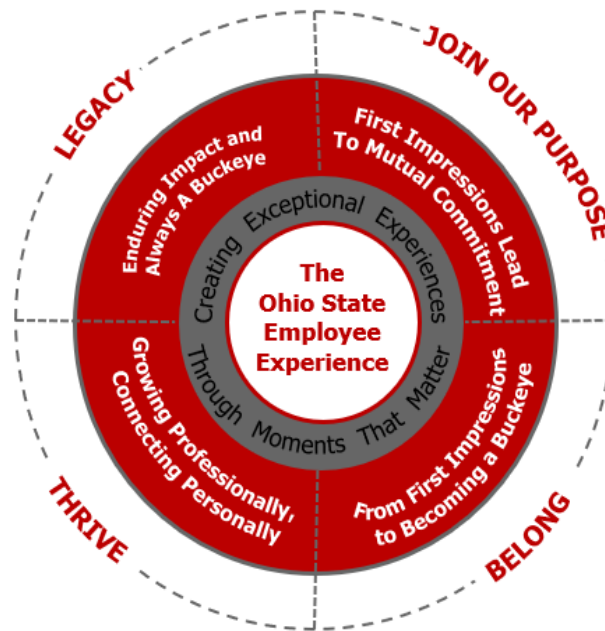 JOIN OUR PURPOSE
First Impressions Lead
To Mutual Commitment
BELONG
From First Impressions
to Becoming a Buckeye
THRIVE
Growing Professionally,
Connecting Personally
LEGACY
Enduring Impact and
Always A Buckeye
Creating Exceptional Experiences
Through Moments That Matter
The
Ohio State
Employee
Experience